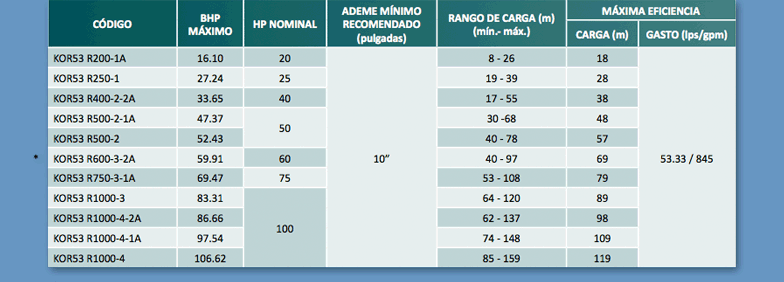 CÓDIGO BHP MÁXIMO HP NOMINAL ADEME MÍNIMO RECOMENDADO (pulgadas) RANGO DE CARGA (m) (mín.- máx.) MÁXIMA EFICIENCIA
CARGA (m) GASTO (lps/gpm)
KOR53 R200-1A 16.10 20 8 - 26 18
KOR53 R250-1 27.24 25 19 - 39 28
KOR53 R400-2-2A 33.65 40 17 - 55 38
KOR53 R500-2-1A 47.37 50 30 -68 48
KOR53 R500-2 52.43 40 - 78 57
* KOR53 R600-3-2A 59.91 60 10” 40 - 97 69 53.33 / 845
KOR53 R750-3-1A 69.47 75 53 - 108 79
KOR53 R1000-3 83.31 64 - 120 89
KOR53 R1000-4-2A 86.66 100 62 - 137 98
KOR53 R1000-4-1A 97.54 74 - 148 109
KOR53 R1000-4 106.62 85 - 159 119